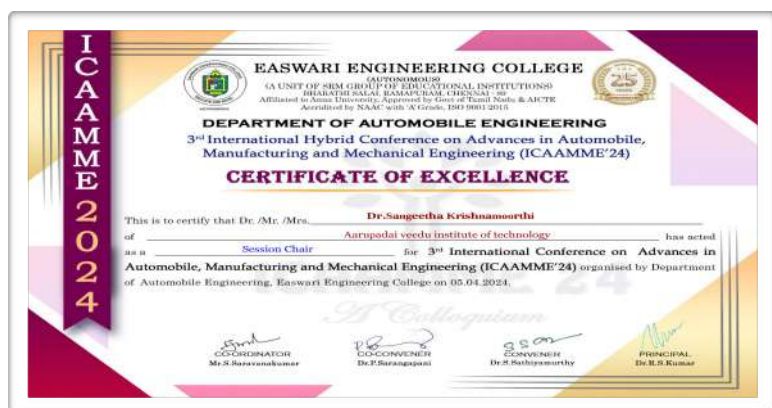 ICAAMME 2024
EASWARI ENGINEERING COLLEGE
(AUTONOMOUS)
(A UNIT OF SRM GROUP OF EDUCATIONAL INSTITUTIONS)
BHARATHI SALAI, RAMAPURAM, CHENNAI - 89
Affiliated to Anna University, Approved by Govt of Tamil Nadu & AICTE
Accredited by NAAC with 'A' Grade, ISO 9001:2015
25
DEPARTMENT OF AUTOMOBILE ENGINEERING
3rd International Hybrid Conference on Advances in Automobile,
Manufacturing and Mechanical Engineering (ICAAMME'24)
CERTIFICATE OF EXCELLENCE
This is to certify that Dr. /Mr. /Mrs. Dr.Sangeetha Krishnamoorthi
of Aarupadai veedu institute of technology has acted
as a Session Chair for 3rd International Conference on Advances in
Automobile, Manufacturing and Mechanical Engineering (ICAAMME'24) organised by Department
of Automobile Engineering, Easwari Engineering College on 05.04.2024.
A Colloquium
CO-ORDINATOR CO-CONVENER CONVENER PRINCIPAL
Mr.S.Saravanakumar Dr.P.Sarangapani Dr.S.Sathiyamurthy Dr.R.S.Kumar